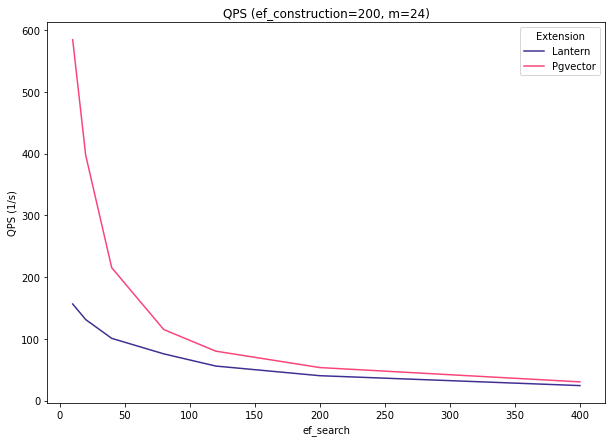 QPS (ef_construction=200, m=24)
Extension
Lantern
Pgvector
QPS (1/s)
600
500
400
300
200
100
0
0 50 100 150 200 250 300 350 400
ef_search